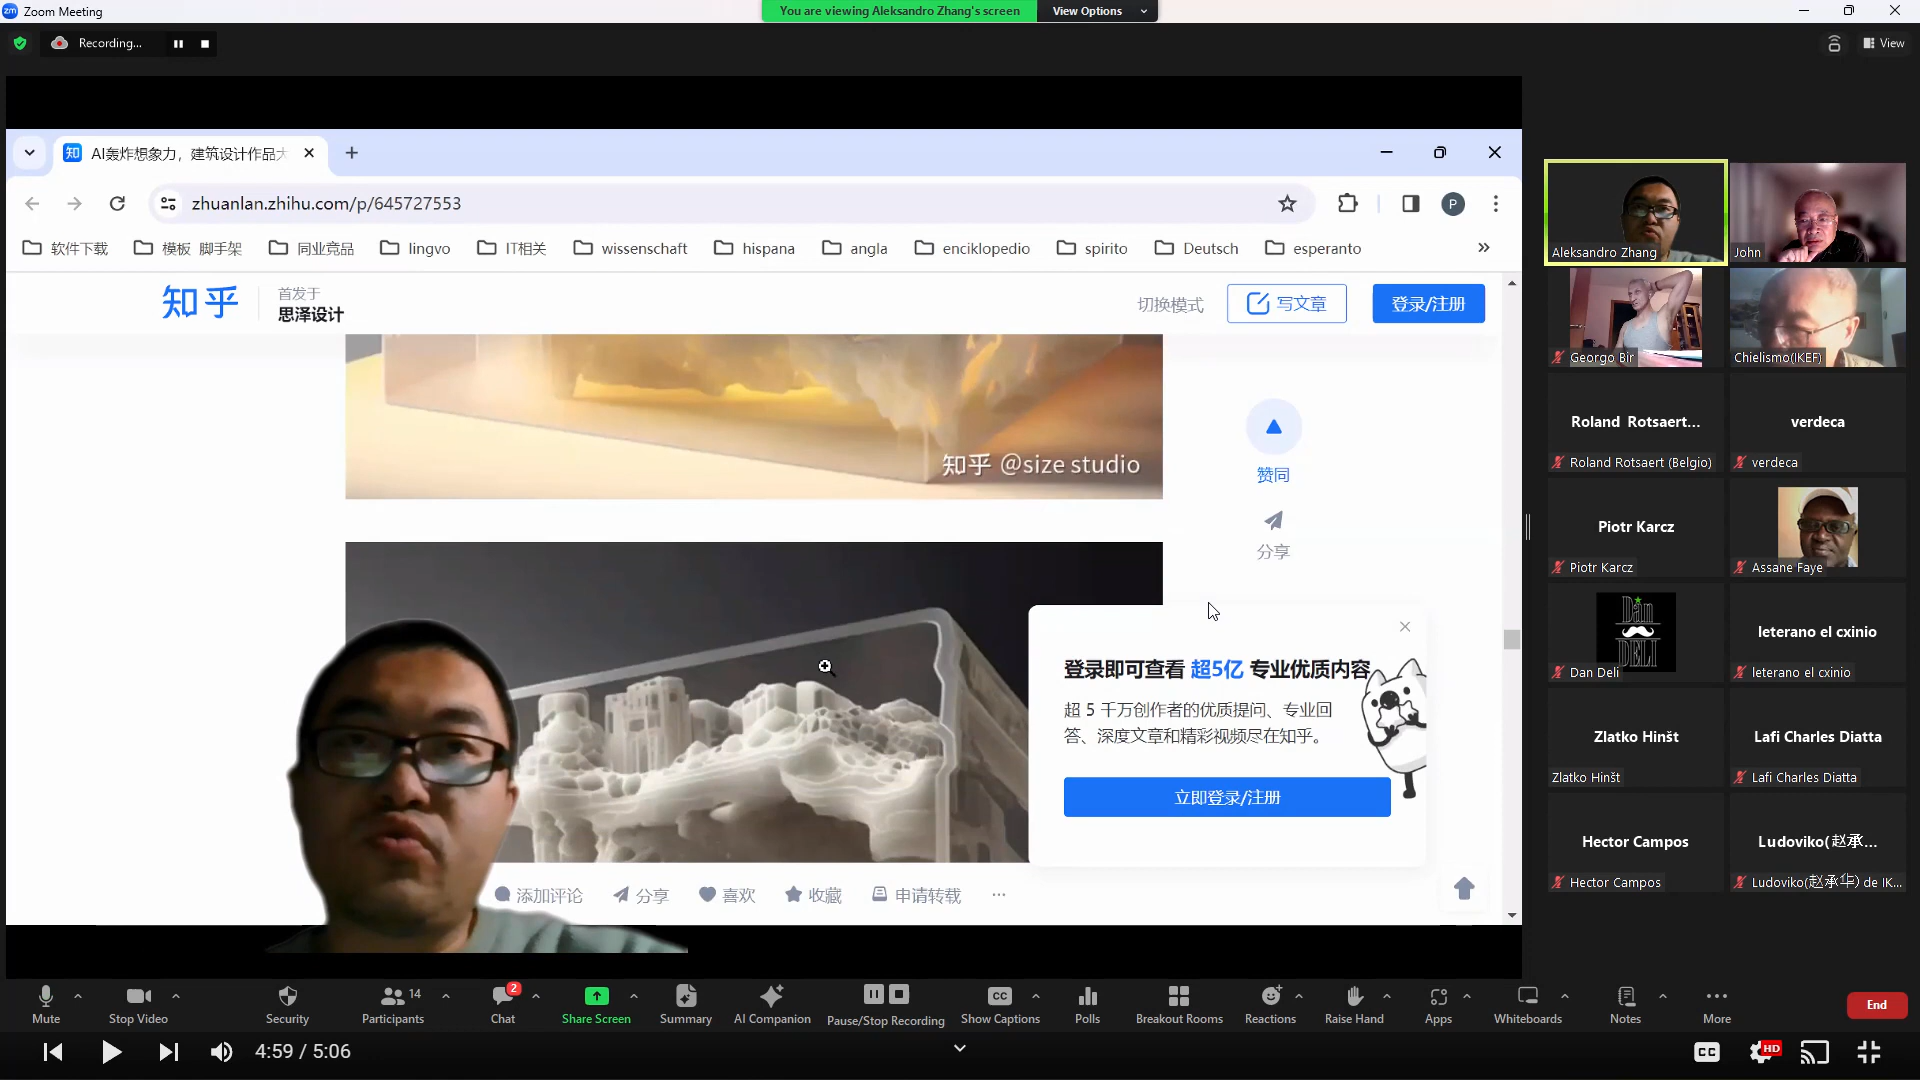 Zoom Meeting
You are viewing Aleksandro Zhang's screen
View Options
Recording...
View
AI轰炸想象力，建筑设计作品大
zhuanlan.zhihu.com/p/645727553
P
软件下载
模板 脚手架
同业竞品
lingvo
IT相关
wissenschaft
hispana
angla
enciklopedio
spirito
Deutsch
esperanto
知乎
首发于
思泽设计
切换模式
写文章
登录/注册
知乎 @size studio
赞同
分享
登录即可查看 超5亿 专业优质内容
超 5 千万创作者的优质提问、专业回
答、深度文章和精彩视频尽在知乎。
立即登录/注册
添加评论
分享
喜欢
收藏
申请转载
Aleksandro Zhang
John
Georgo Bir
Chielismo(IKEF)
Roland Rotsaert...
Roland Rotsaert (Belgio)
verdeca
verdeca
Piotr Karcz
Piotr Karcz
Assane Faye
Dan
DELI
Dan Deli
leterano el cxinio
leterano el cxinio
Zlatko Hinšt
Zlatko Hinšt
Lafi Charles Diatta
Lafi Charles Diatta
Hector Campos
Hector Campos
Ludoviko(赵承...
Ludoviko(赵承华) de IK...
Mute
Stop Video
Security
14
Participants
2
Chat
Share Screen
Summary
AI Companion
Pause/Stop Recording
CC
Show Captions
Polls
Breakout Rooms
Reactions
Raise Hand
Apps
Whiteboards
Notes
More
End
4:59 / 5:06
CC
HD